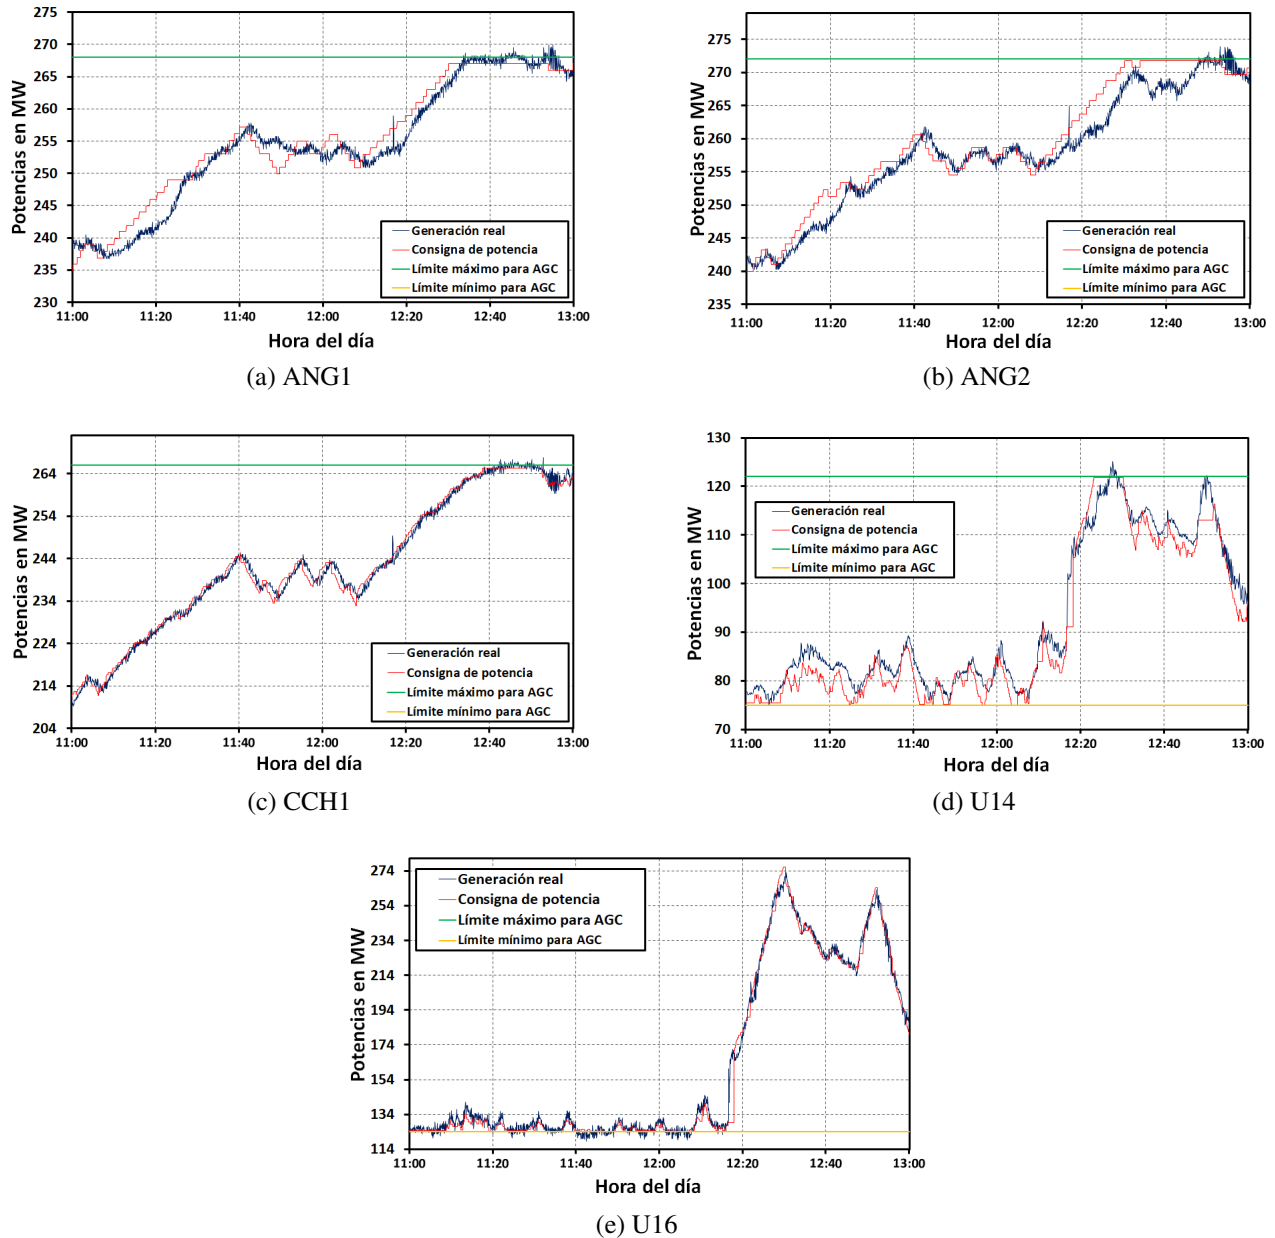 275
270
265
260
255
250
245
240
235
230
Potencias en MW
Generación real
Consigna de potencia
Límite máximo para AGC
Límite mínimo para AGC
11:00 11:20 11:40 12:00 12:20 12:40 13:00
Hora del día
(a) ANG1
275
270
265
260
255
250
245
240
235
Potencias en MW
Generación real
Consigna de potencia
Límite máximo para AGC
Límite mínimo para AGC
11:00 11:20 11:40 12:00 12:20 12:40 13:00
Hora del día
(b) ANG2
264
254
244
234
224
214
204
Potencias en MW
Generación real
Consigna de potencia
Límite máximo para AGC
Límite mínimo para AGC
11:00 11:20 11:40 12:00 12:20 12:40 13:00
Hora del día
(c) CCH1
130
120
110
100
90
80
70
Potencias en MW
Generación real
Consigna de potencia
Límite máximo para AGC
Límite mínimo para AGC
11:00 11:20 11:40 12:00 12:20 12:40 13:00
Hora del día
(d) U14
274
254
234
214
194
174
154
134
114
Potencias en MW
Generación real
Consigna de potencia
Límite máximo para AGC
Límite mínimo para AGC
11:00 11:20 11:40 12:00 12:20 12:40 13:00
Hora del día
(e) U16